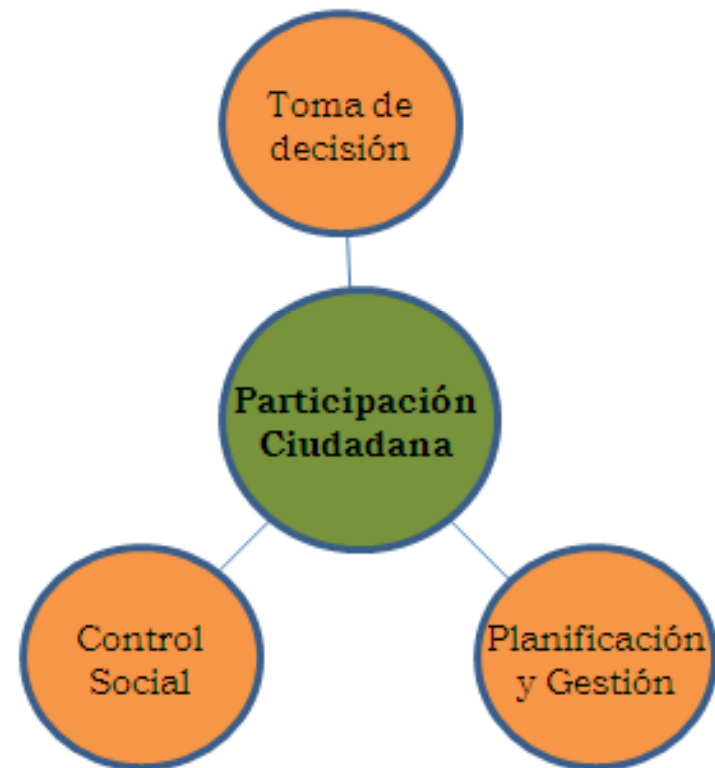 Toma de
decisión
Participación
Ciudadana
Control
Social
Planificación
y Gestión